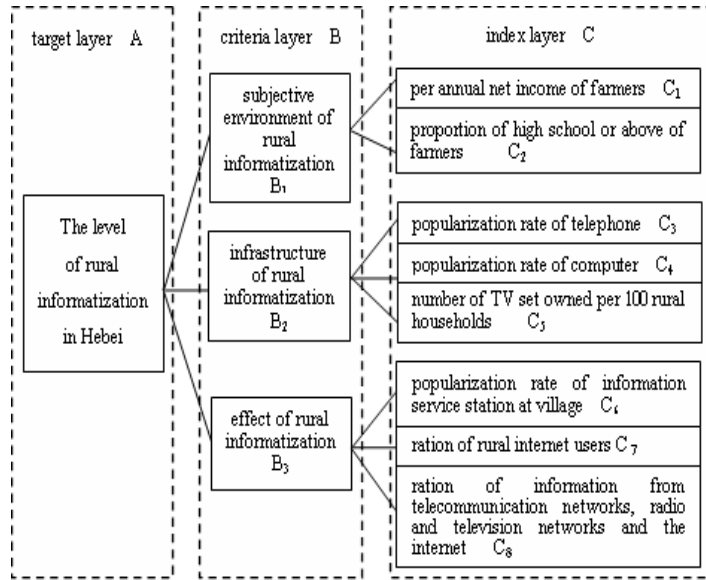 target layer A
criteria layer B
index layer C
The level
of rural
informatization
in Hebei
subjective
environment of
rural
informatization
B₁
infrastructure
of rural
informatization
B₂
effect of rural
informatization
B₃
per annual net income of farmers C₁
proportion of high school or above of
farmers C₂
popularization rate of telephone C₃
popularization rate of computer C₄
number of TV set owned per 100 rural
households C₅
popularization rate of information
service station at village C₆
ration of rural internet users C₇
ration of information from
telecommunication networks, radio
and television networks and the
internet C₈